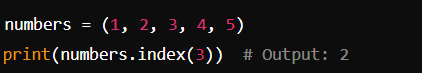 numbers = (1, 2, 3, 4, 5)
print(numbers.index(3))  # Output: 2